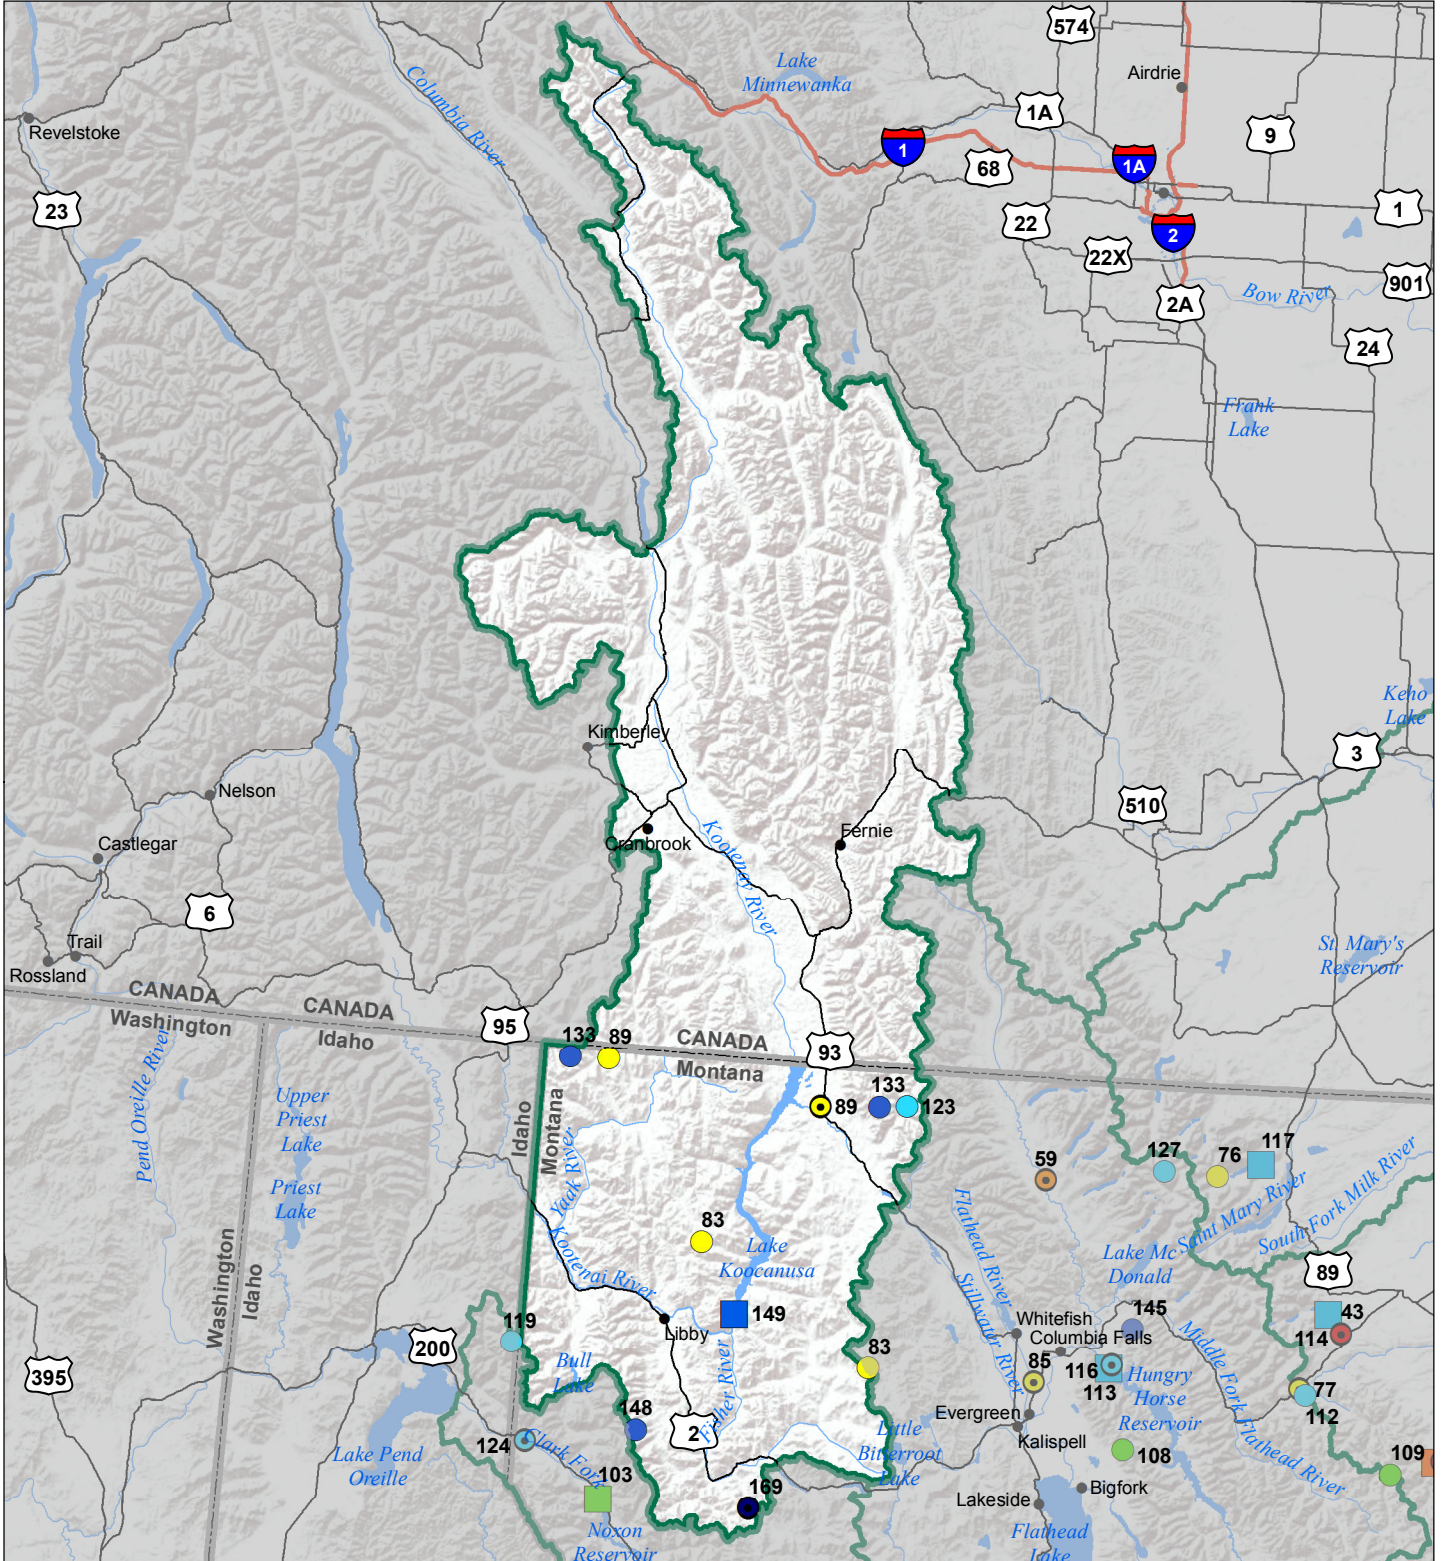 574
Lake
Minnewanka
Airdrie
Columbia River
1A
Revelstoke
9
1
68
1A
23
22
1
2
22X
901
Bow River
2A
24
Frank
Lake
Keho
Lake
Kimberley
3
Nelson
510
Fernie
Cranbrook
Castlegar
Kootenay River
6
Trail
St. Mary's
Reservoir
Rossland
CANADA
CANADA
Washington
Idaho
95
133
89
CANADA
Montana
93
Pend Oreille River
Upper
Priest
Lake
Idaho
Montana
133
89
123
Yaak River
127
76
117
59
Priest
Lake
Saint Mary River
South Fork Milk River
Flathead River
83
Lake
Koocanusa
Lake Mc
Donald
Washington
Idaho
Kootenai River
89
Stillwater River
149
145
43
119
Whitefish
Libby
Columbia Falls
114
200
Middle Fork Flathead River
Bull
Lake
83
Fisher River
85
116
113
Hungry
Horse
Reservoir
395
77
112
148
Evergreen
2
Kalispell
124
Clark Fork
Little
Bitterroot
Lake
Lake Pend
Oreille
108
109
103
169
Bigfork
Lakeside
Noxon
Reservoir
Flathead
Lake